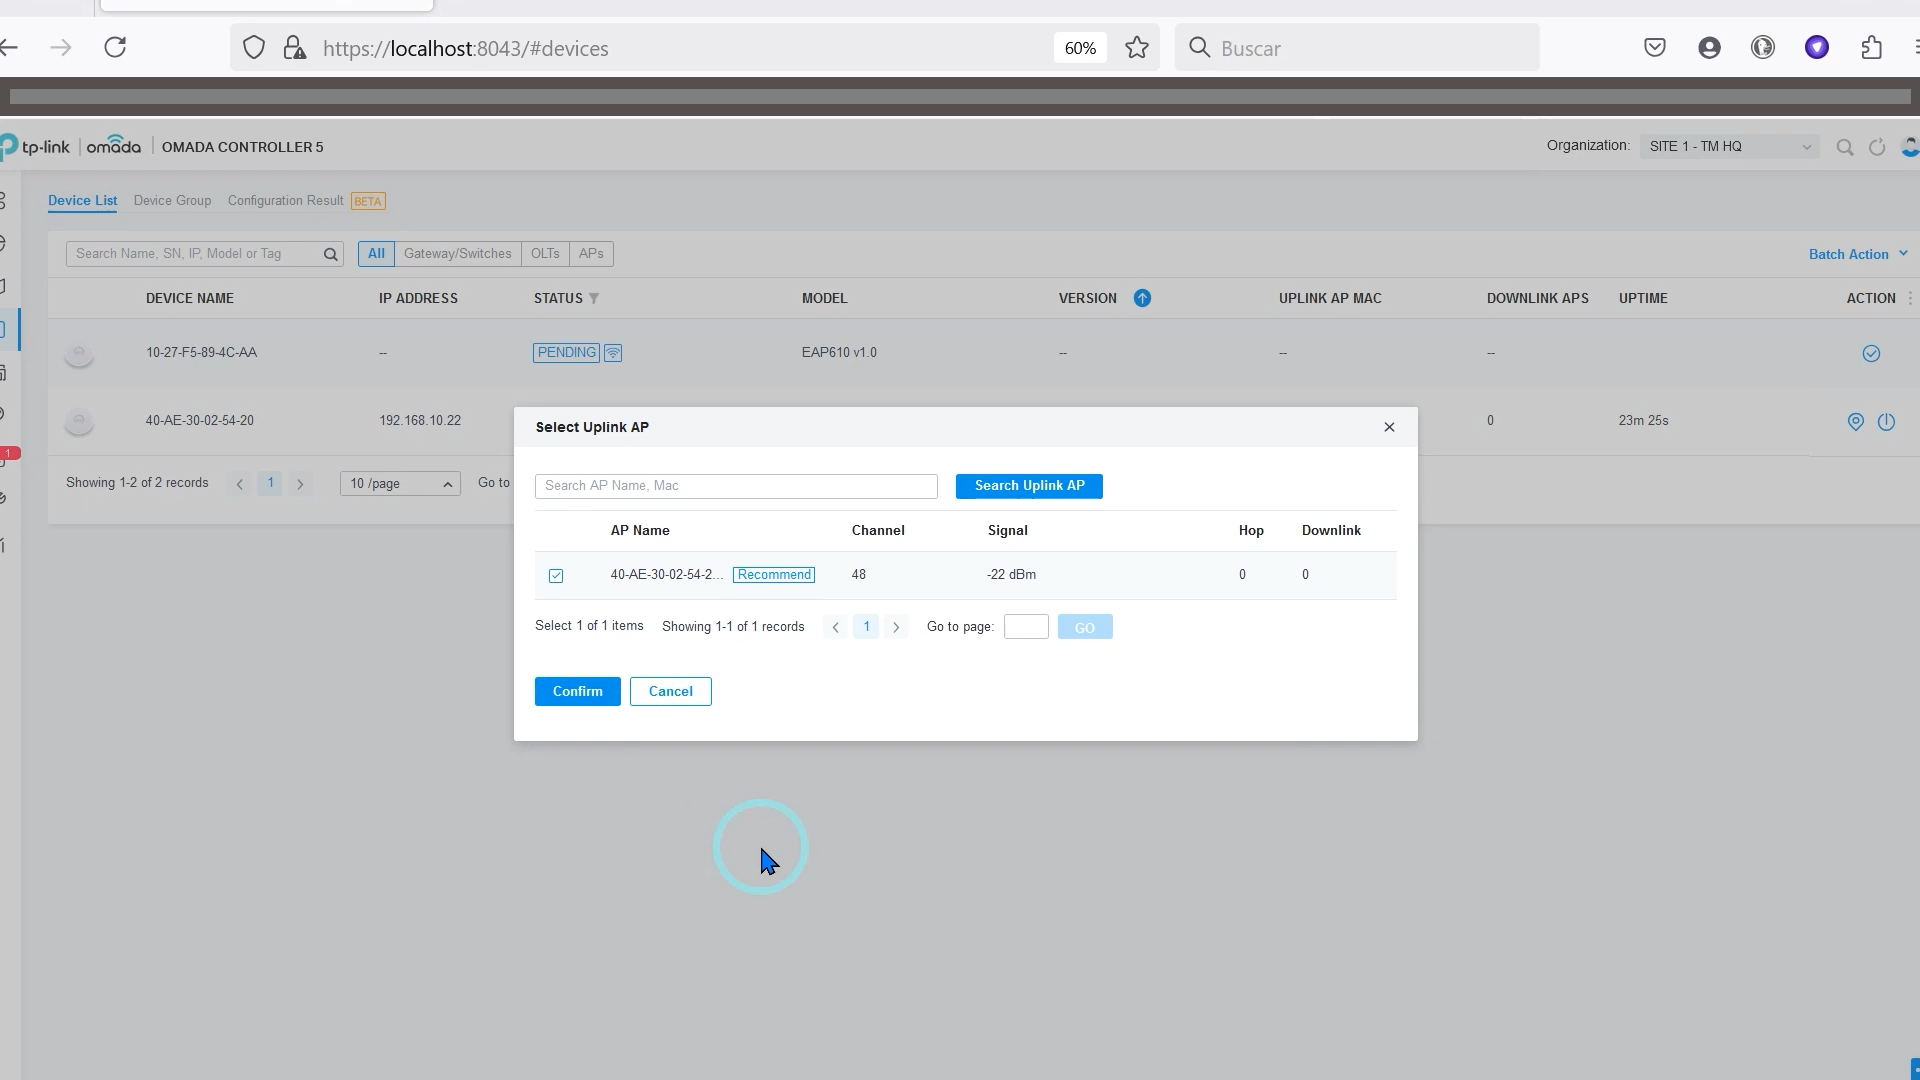 https://localhost:8043/#devices 60% Buscar
tp-link | omada | OMADA CONTROLLER 5 Organization: SITE 1 - TM HQ
Device List Device Group Configuration Result BETA
Search Name, SN, IP, Model or Tag All Gateway/Switches OLTs APs Batch Action
DEVICE NAME IP ADDRESS STATUS MODEL VERSION UPLINK AP MAC DOWNLINK APS UPTIME ACTION
10-27-F5-89-4C-AA -- PENDING EAP610 v1.0 -- -- --
40-AE-30-02-54-20 192.168.10.22 0 23m 25s
1
Showing 1-2 of 2 records 1 10 /page Go to
Select Uplink AP
Search AP Name, Mac Search Uplink AP
AP Name Channel Signal Hop Downlink
40-AE-30-02-54-2... Recommend 48 -22 dBm 0 0
Select 1 of 1 items Showing 1-1 of 1 records 1 Go to page: GO
Confirm Cancel